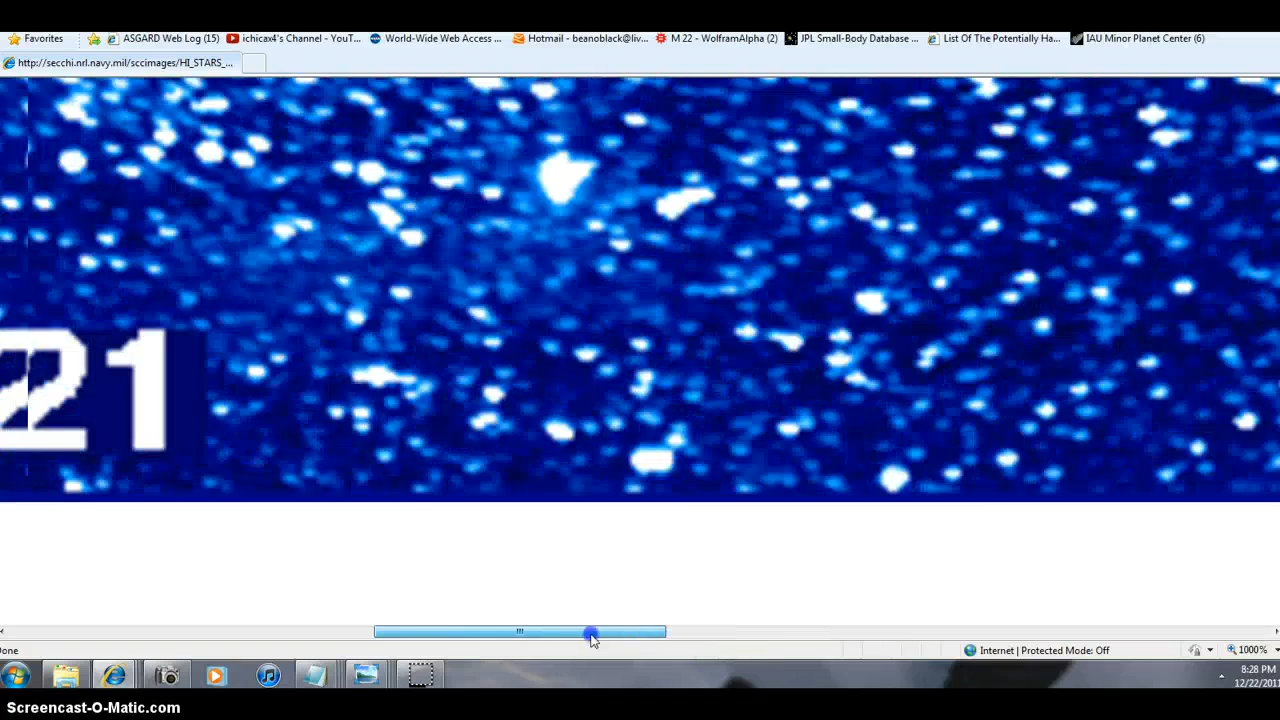 Favorites
ASGARD Web Log (15)
ichicax4's Channel - YouT...
World-Wide Web Access ...
Hotmail - beanoblack@liv...
M 22 - WolframAlpha (2)
JPL Small-Body Database ...
List Of The Potentially Ha...
IAU Minor Planet Center (6)
http://secchi.nrl.navy.mil/sccimages/HI_STARS_...
21
Done
Internet | Protected Mode: Off
1000%
8:28 PM
12/22/2011
Screencast-O-Matic.com